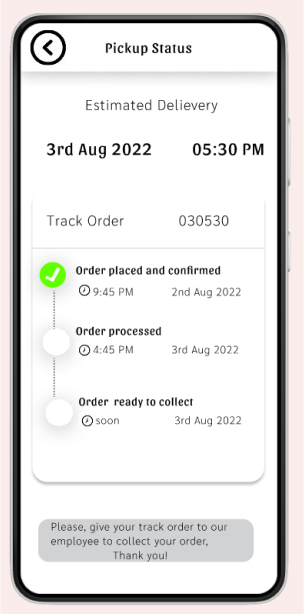 Pickup Status
Estimated Delievery
3rd Aug 2022 05:30 PM
Track Order 030530
Order placed and confirmed
9:45 PM 2nd Aug 2022
Order processed
4:45 PM 3rd Aug 2022
Order ready to collect
soon 3rd Aug 2022
Please, give your track order to our
employee to collect your order,
Thank you!